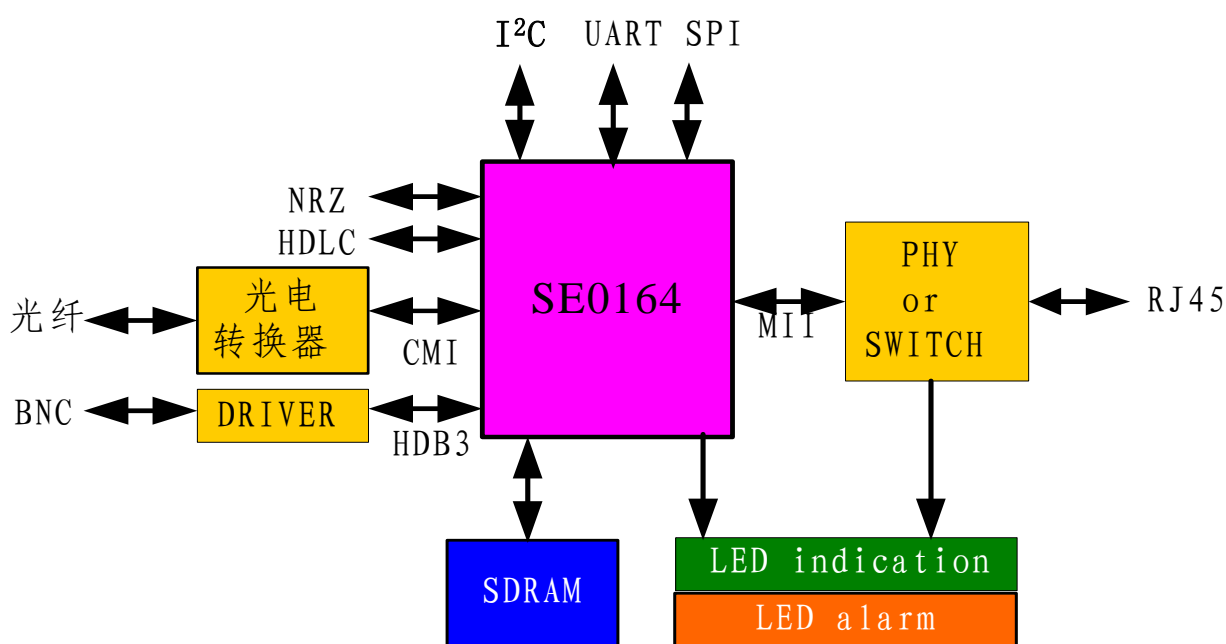 I²C
UART SPI
NRZ
HDLC
光纤
光电
转换器
CMI
BNC
DRIVER
HDB3
SE0164
MII
PHY
or
SWITCH
RJ45
SDRAM
LED indication
LED alarm